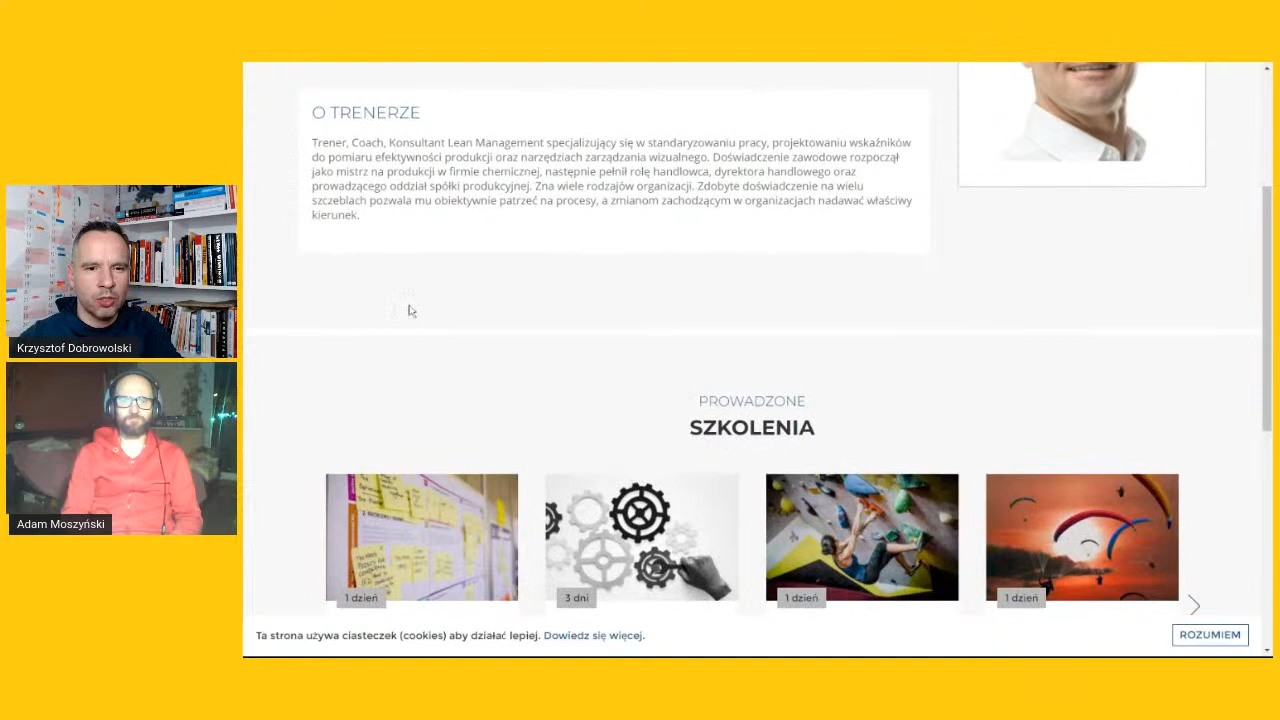 O TRENERZE
Trener, Coach, Konsultant Lean Management specjalizujący się w standaryzowaniu pracy, projektowaniu wskaźników
do pomiaru efektywności produkcji oraz narzędziach zarządzania wizualnego. Doświadczenie zawodowe rozpoczął
jako mistrz na produkcji w firmie chemicznej, następnie pełnił rolę handlowca, dyrektora handlowego oraz
prowadzącego oddział spółki produkcyjnej. Zna wiele rodzajów organizacji. Zdobyte doświadczenie na wielu
szczeblach pozwala mu obiektywnie patrzeć na procesy, a zmianom zachodzącym w organizacjach nadawać właściwy
kierunek.
Krzysztof Dobrowolski
Adam Moszyński
PROWADZONE
SZKOLENIA
1 dzień
3 dni
1 dzień
1 dzień
Ta strona używa ciasteczek (cookies) aby działać lepiej. Dowiedz się więcej.
ROZUMIEM